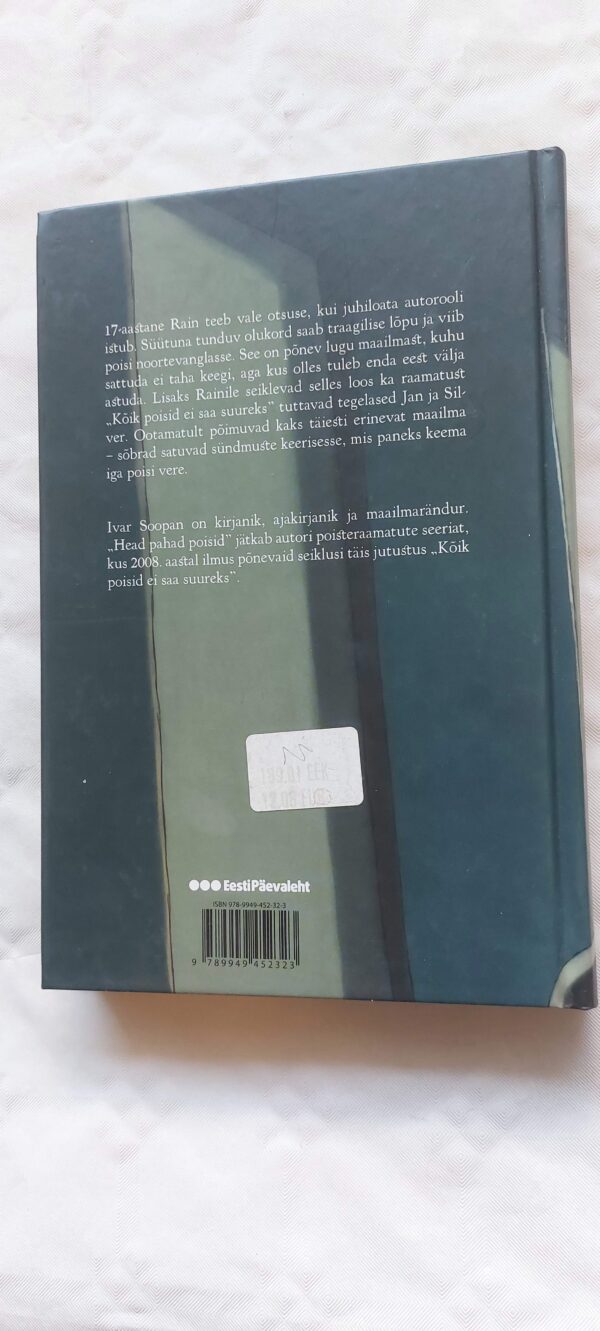 17-aastane Rain teeb vale otsuse, kui juhiloata autorooli
istub. Süütuna tunduv olukord saab traagilise lõpu ja viib
poisi noortevanglasse. See on põnev lugu maailmast, kuhu
sattuda ei taha keegi, aga kus olles tuleb enda eest välja
astuda. Lisaks Rainile seiklevad selles loos ka raamatust
„Kõik poisid ei saa suureks” tuttavad tegelased Jan ja Sil-
ver. Ootamatult põimuvad kaks täiesti erinevat maailma
– sõbrad satuvad sündmuste keerisesse, mis paneks keema
iga poisi vere.
Ivar Soopan on kirjanik, ajakirjanik ja maailmarändur.
„Head pahad poisid” jätkab autori poisteraamatute seeriat,
kus 2008. aastal ilmus põnevaid seiklusi täis jutustus „Kõik
poisid ei saa suureks”.
EestiPäevaleht
ISBN 978-9949-452-32-3
9 789949 452323